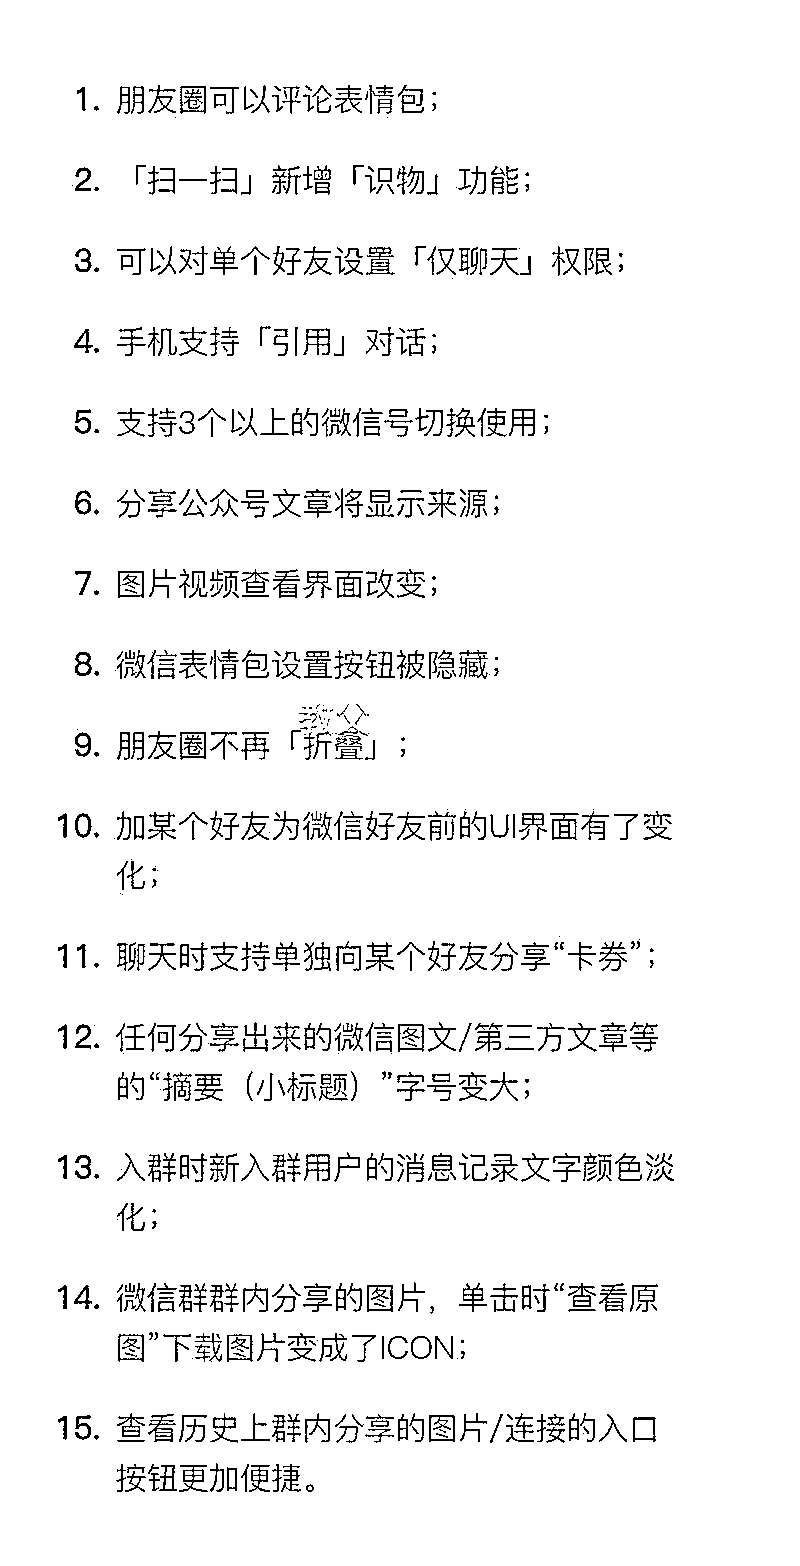 1. 朋友圈可以评论表情包；
2. 「扫一扫」新增「识物」功能；
3. 可以对单个好友设置「仅聊天」权限；
4. 手机支持「引用」对话；
5. 支持3个以上的微信号切换使用；
6. 分享公众号文章将显示来源；
7. 图片视频查看界面改变；
8. 微信表情包设置按钮被隐藏；
9. 朋友圈不再「折叠」；
10. 加某个好友为微信好友前的UI界面有了变
化；
11. 聊天时支持单独向某个好友分享“卡券”；
12. 任何分享出来的微信图文/第三方文章等
的“摘要（小标题）”字号变大；
13. 入群时新入群用户的消息记录文字颜色淡
化；
14. 微信群群内分享的图片，单击时“查看原
图”下载图片变成了ICON；
15. 查看历史上群内分享的图片/连接的入口
按钮更加便捷。